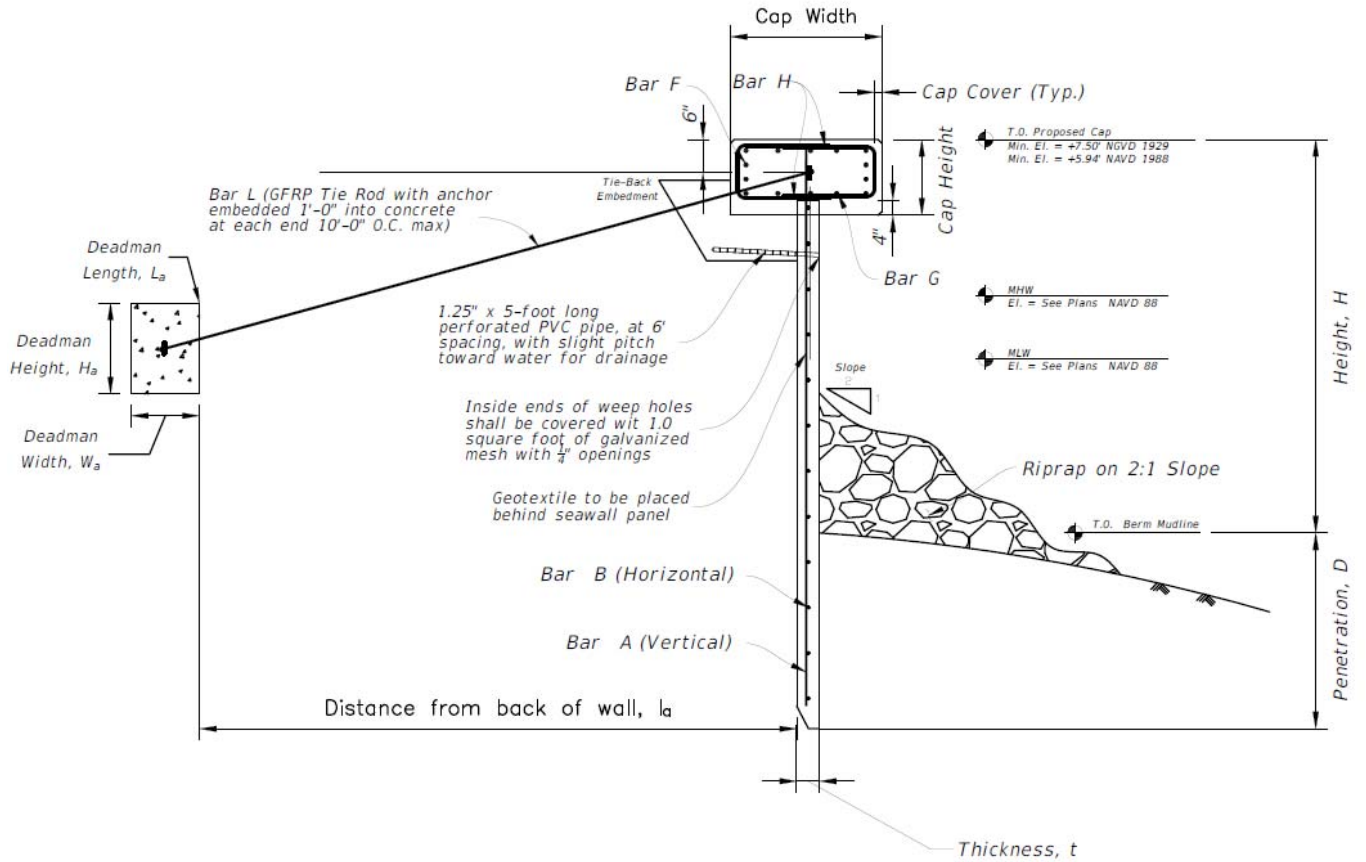 Cap Width
Bar F
Bar H
Cap Cover (Typ.)
6"
Cap Height
T.O. Proposed Cap
Min. El. = +7.50' NGVD 1929
Min. El. = +5.94' NAVD 1988
Tie-Back
Embedment
Bar L (GFRP Tie Rod with anchor
embedded 1'-0" into concrete
at each end 10'-0" O.C. max)
4"
Bar G
Deadman
Length, La
Deadman
Height, Ha
Deadman
Width, Wa
1.25" x 5-foot long
perforated PVC pipe, at 6'
spacing, with slight pitch
toward water for drainage
MHW
El. = See Plans NAVD 88
MLW
El. = See Plans NAVD 88
Height, H
Slope
2
1
Inside ends of weep holes
shall be covered wit 1.0
square foot of galvanized
mesh with 1/4" openings
Riprap on 2:1 Slope
Geotextile to be placed
behind seawall panel
T.O. Berm Mudline
Bar B (Horizontal)
Bar A (Vertical)
Penetration, D
Distance from back of wall, la
Thickness, t